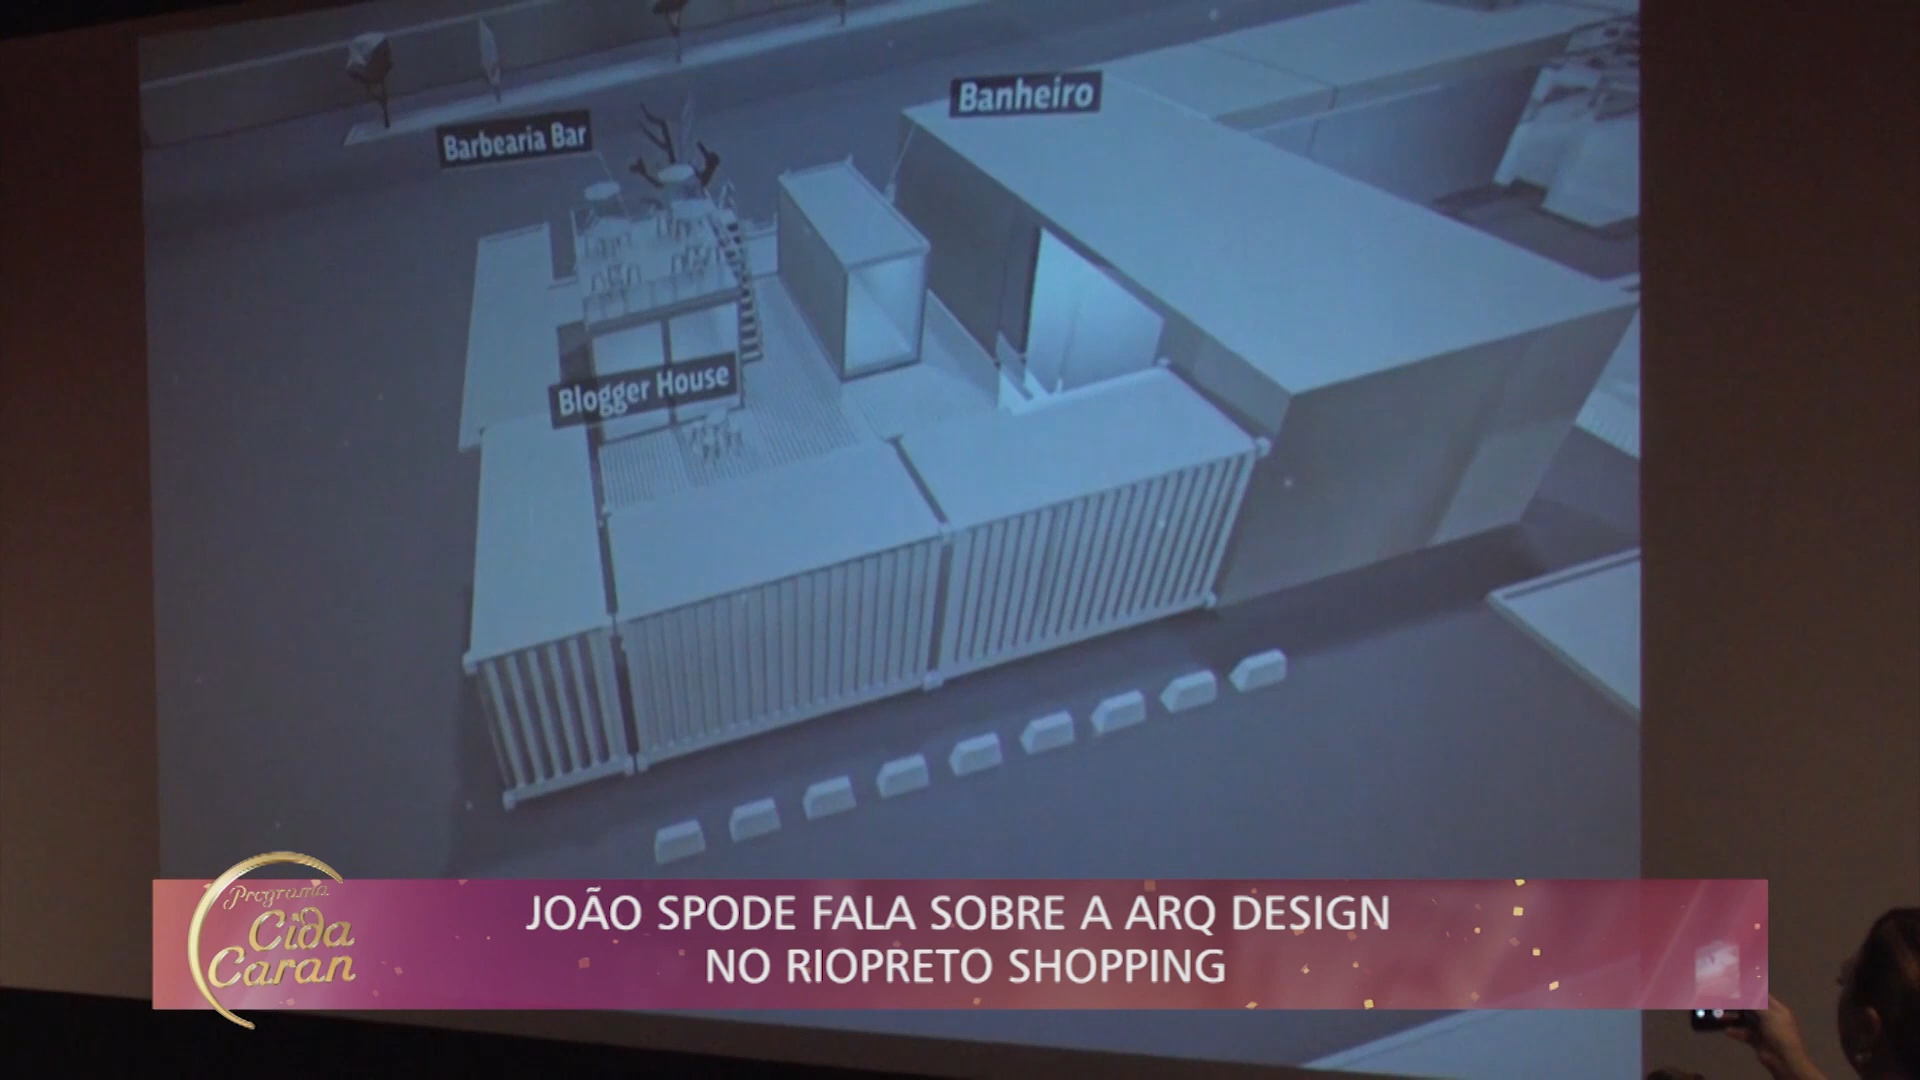 Banheiro
Barbearia Bar
Blogger House
Programa
Cida
Caran
JOÃO SPODE FALA SOBRE A ARQ DESIGN
NO RIOPRETO SHOPPING